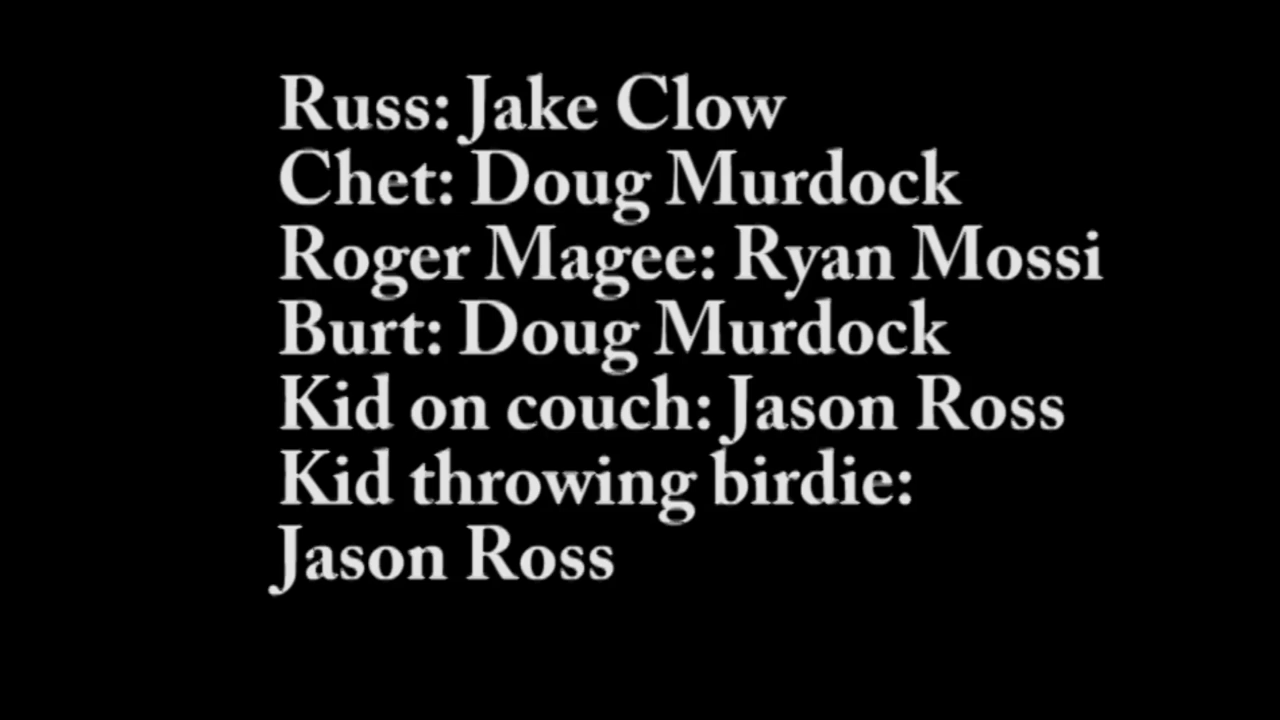 Russ: Jake Clow
Chet: Doug Murdock
Roger Magee: Ryan Mossi
Burt: Doug Murdock
Kid on couch: Jason Ross
Kid throwing birdie:
Jason Ross